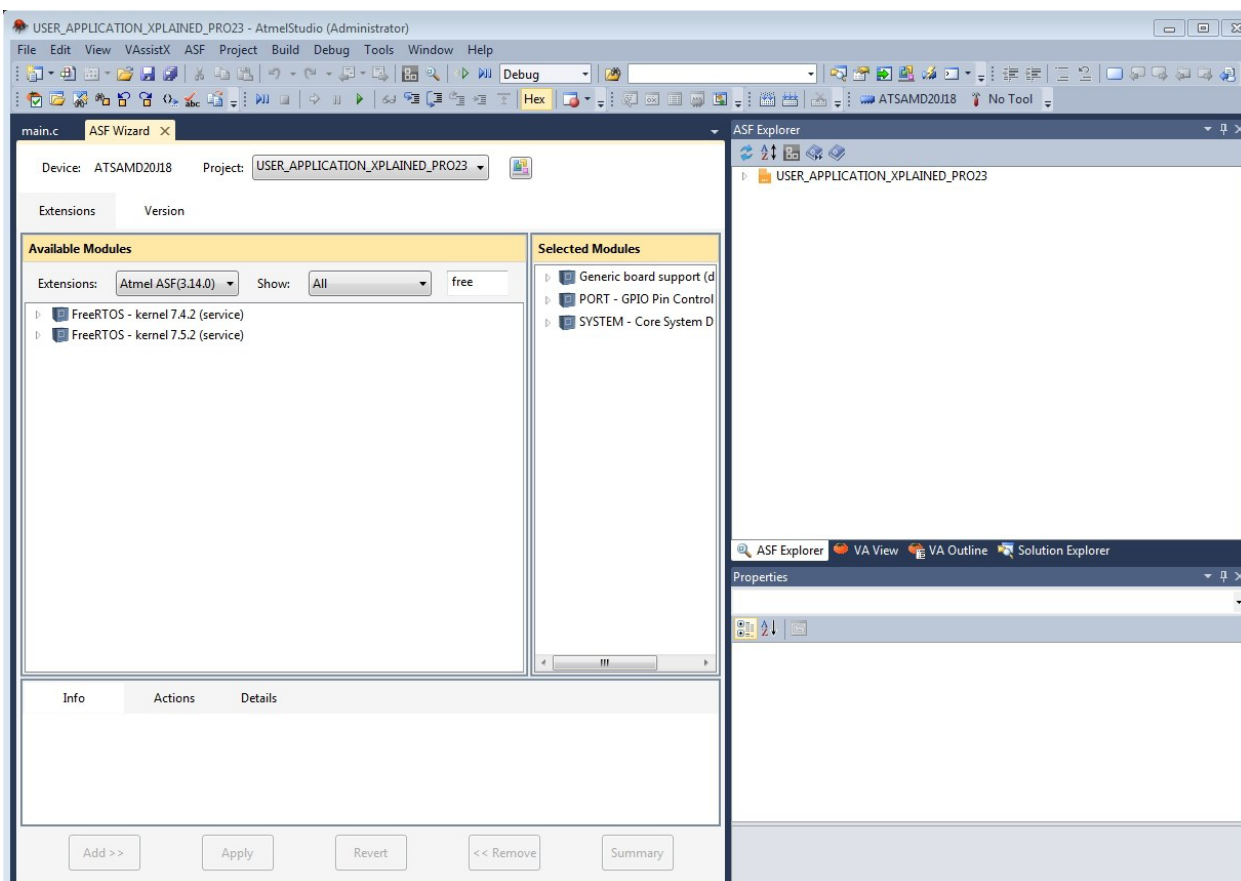 USER_APPLICATION_XPLAINED_PRO23 - AtmelStudio (Administrator)
File Edit View VAssistX ASF Project Build Debug Tools Window Help
Debug
Hex ATSAMD20J18 No Tool
main.c ASF Wizard
Device: ATSAMD20J18 Project: USER_APPLICATION_XPLAINED_PRO23
Extensions Version
Available Modules
Extensions: Atmel ASF(3.14.0) Show: All free
FreeRTOS - kernel 7.4.2 (service)
FreeRTOS - kernel 7.5.2 (service)
Selected Modules
Generic board support (d
PORT - GPIO Pin Control
SYSTEM - Core System D
Info Actions Details
Add >> Apply Revert << Remove Summary
ASF Explorer
USER_APPLICATION_XPLAINED_PRO23
ASF Explorer VA View VA Outline Solution Explorer
Properties